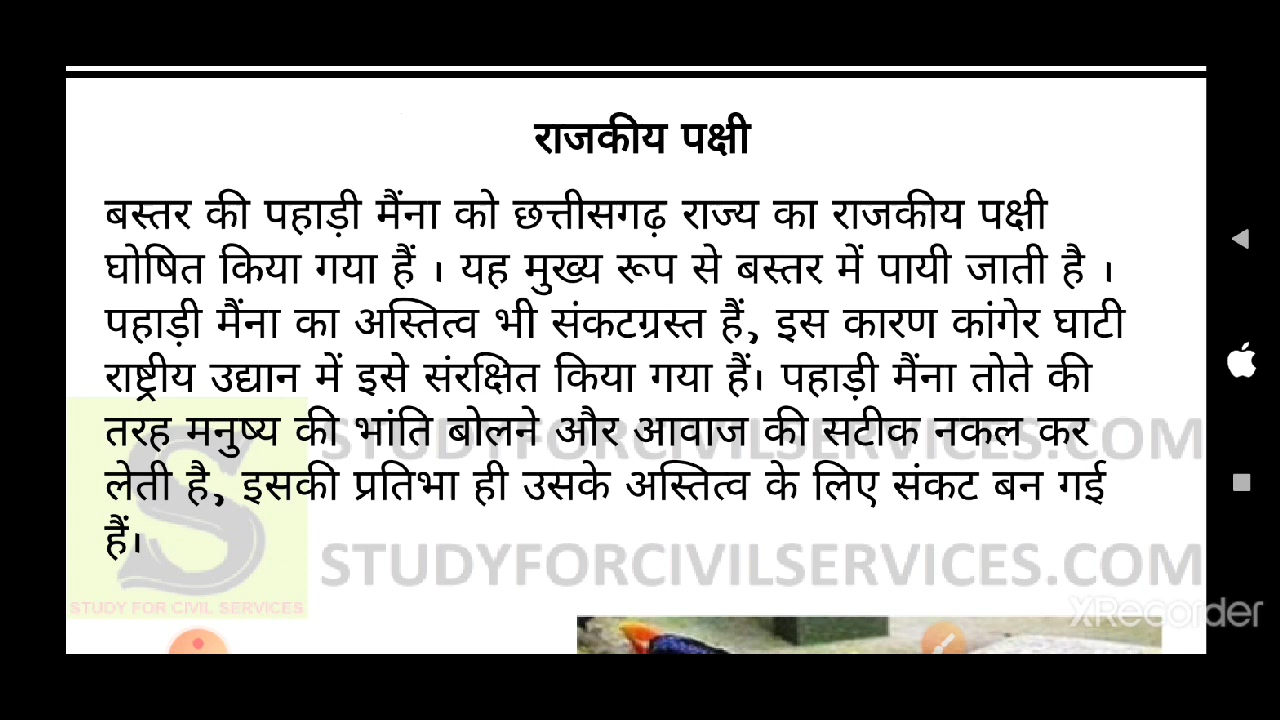 राजकीय पक्षी
बस्तर की पहाड़ी मैंना को छत्तीसगढ़ राज्य का राजकीय पक्षी
घोषित किया गया हैं । यह मुख्य रूप से बस्तर में पायी जाती है ।
पहाड़ी मैंना का अस्तित्व भी संकटग्रस्त हैं, इस कारण कांगेर घाटी
राष्ट्रीय उद्यान में इसे संरक्षित किया गया हैं। पहाड़ी मैंना तोते की
तरह मनुष्य की भांति बोलने और आवाज की सटीक नकल कर
STUDYFORCIVILSERVICES.COM
लेती है, इसकी प्रतिभा ही उसके अस्तित्व के लिए संकट बन गई
हैं।
STUDYFORCIVILSERVICES.COM
S
STUDY FOR CIVIL SERVICES
XRecorder